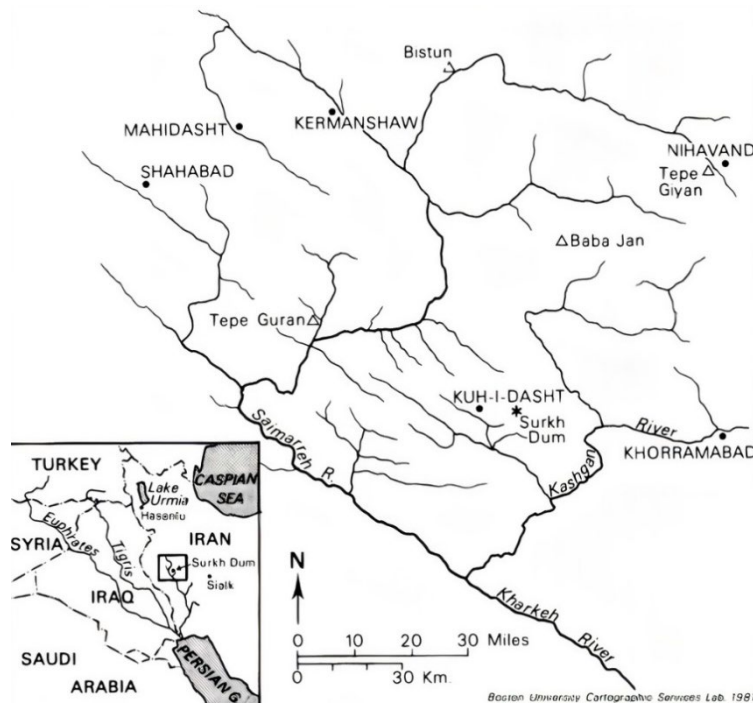 Bistun
KERMANSHAW
MAHIDASHT
NIHAVAND
Tepe
Giyan
SHAHABAD
Baba Jan
Tepe Guran
KUH-I-DASHT
Surkh
Dum
River
KHORRAMABAD
Saimarreh R.
Kashgan
Kharkeh River
TURKEY
Lake
Urmia
Hasanlu
CASPIAN
SEA
SYRIA
Euphrates
Tigris
IRAN
Surkh Dum
Sialk
IRAQ
SAUDI
ARABIA
PERSIAN G
N
0 10 20 30 Miles
0 30 Km.
Boston University Cartographic Services Lab. 1981